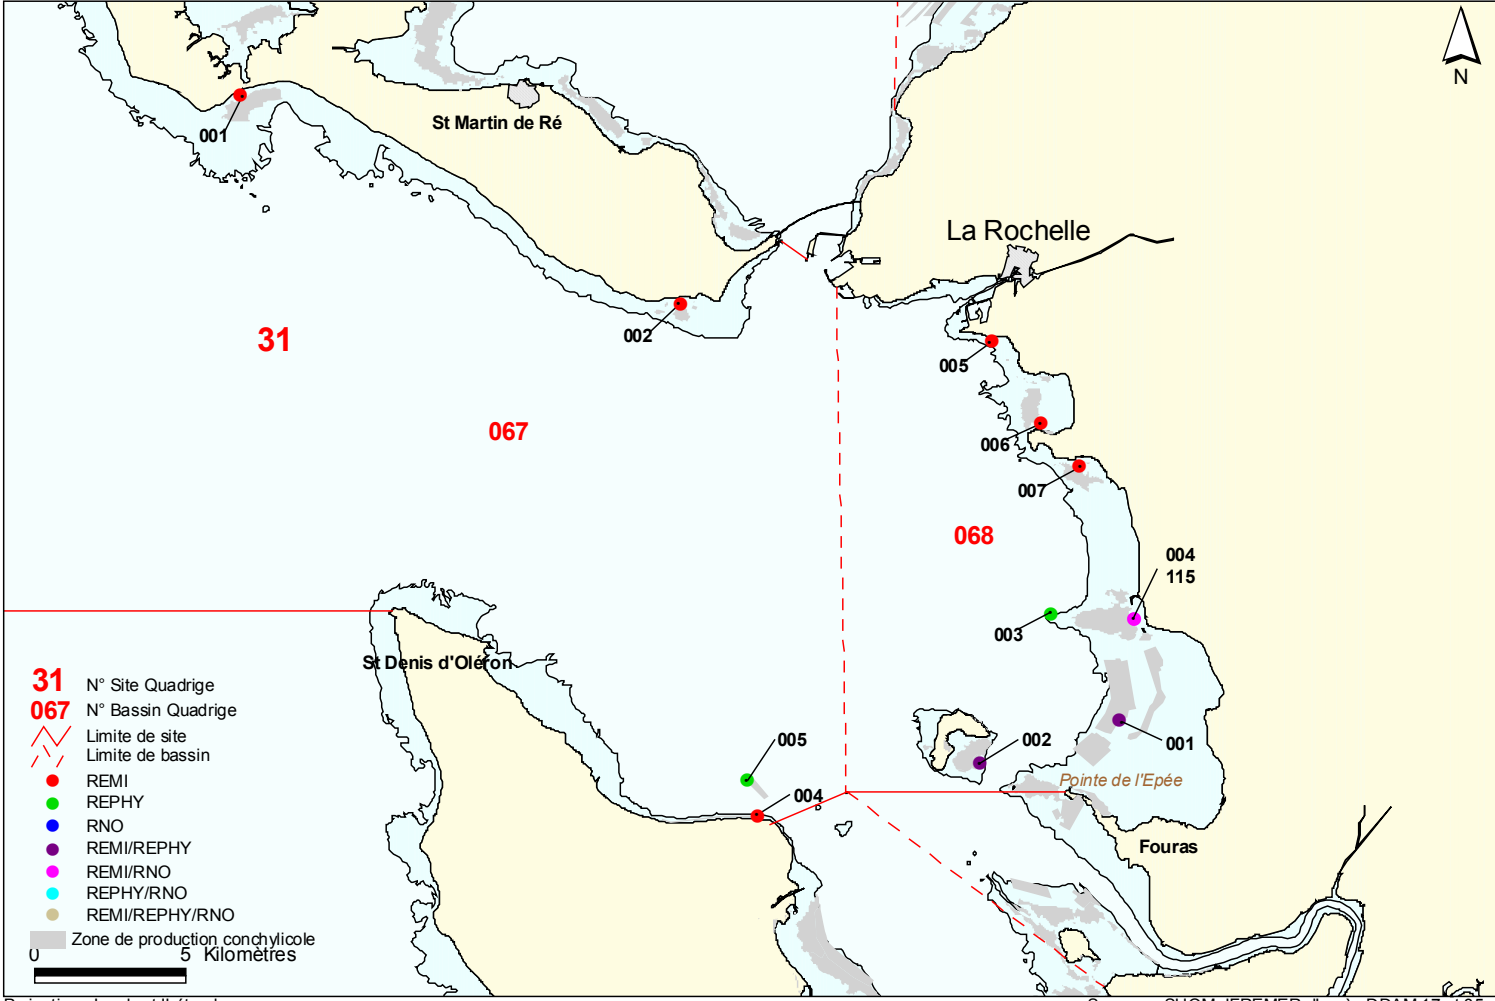 N
St Martin de Ré
001
La Rochelle
002
31
005
067
006
007
068
004
115
003
St Denis d'Oléron
005
002
001
Pointe de l'Epée
004
Fouras
31 N° Site Quadrige
067 N° Bassin Quadrige
Limite de site
Limite de bassin
REMI
REPHY
RNO
REMI/REPHY
REMI/RNO
REPHY/RNO
REMI/REPHY/RNO
Zone de production conchylicole
0 5 Kilomètres